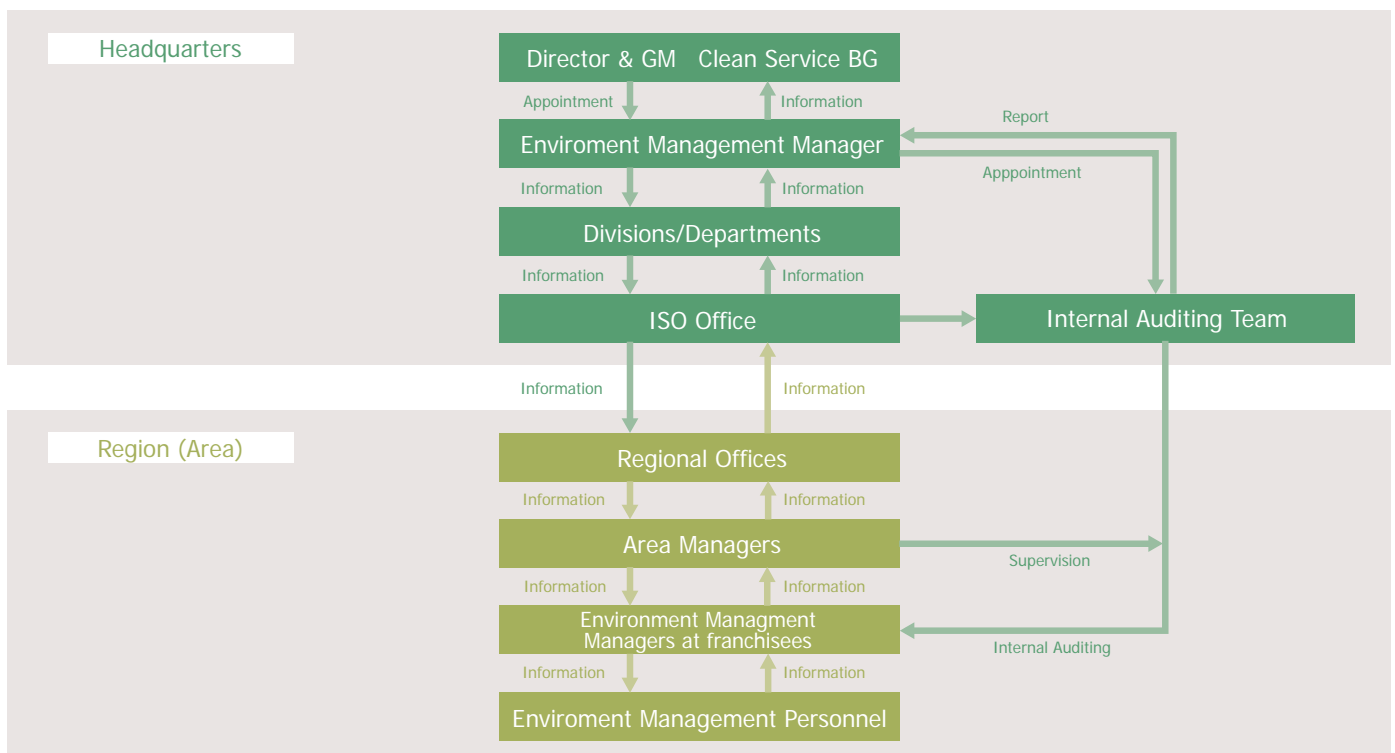 Headquarters
Director & GM Clean Service BG
Appointment
Information
Report
Enviroment Management Manager
Apppointment
Information
Information
Divisions/Departments
Information
Information
ISO Office
Internal Auditing Team
Information
Information
Region (Area)
Regional Offices
Information
Information
Area Managers
Supervision
Information
Information
Environment Managment
Managers at franchisees
Internal Auditing
Information
Information
Enviroment Management Personnel